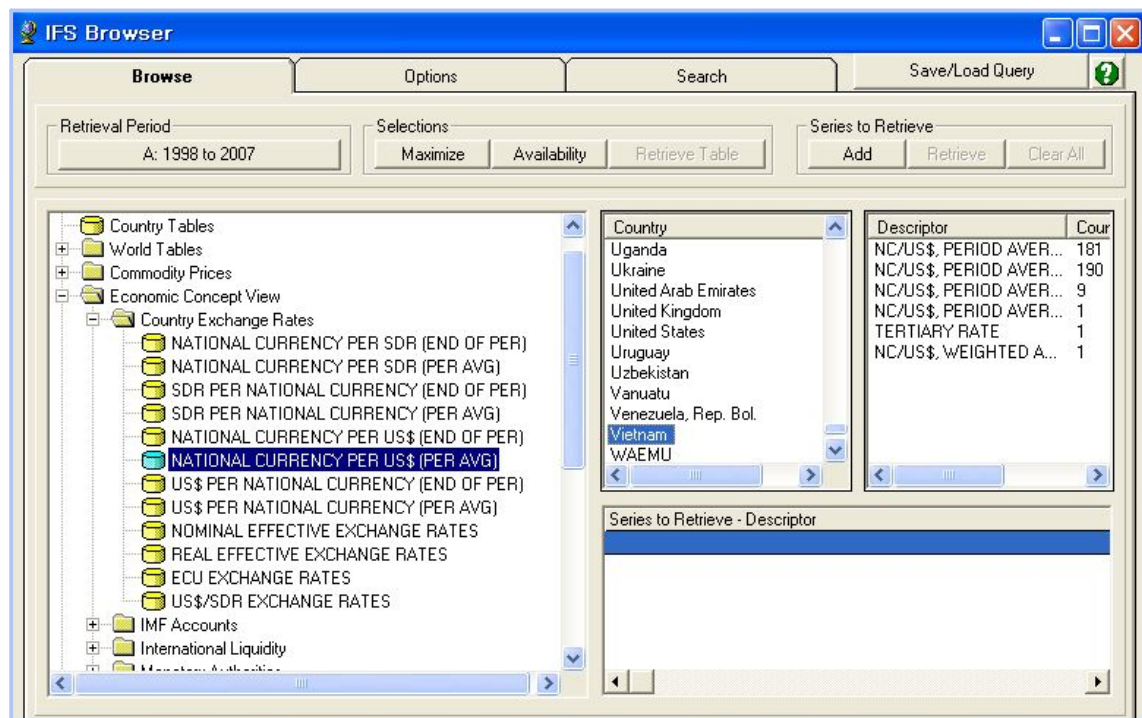 IFS Browser
Browse
Options
Search
Save/Load Query
Retrieval Period
A: 1998 to 2007
Selections
Maximize
Availability
Retrieve Table
Series to Retrieve
Add
Retrieve
Clear All
Country Tables
World Tables
Commodity Prices
Economic Concept View
Country Exchange Rates
NATIONAL CURRENCY PER SDR (END OF PER)
NATIONAL CURRENCY PER SDR (PER AVG)
SDR PER NATIONAL CURRENCY (END OF PER)
SDR PER NATIONAL CURRENCY (PER AVG)
NATIONAL CURRENCY PER US$ (END OF PER)
NATIONAL CURRENCY PER US$ (PER AVG)
US$ PER NATIONAL CURRENCY (END OF PER)
US$ PER NATIONAL CURRENCY (PER AVG)
NOMINAL EFFECTIVE EXCHANGE RATES
REAL EFFECTIVE EXCHANGE RATES
ECU EXCHANGE RATES
US$/SDR EXCHANGE RATES
IMF Accounts
International Liquidity
Country
Uganda
Ukraine
United Arab Emirates
United Kingdom
United States
Uruguay
Uzbekistan
Vanuatu
Venezuela, Rep. Bol.
Vietnam
WAEMU
Descriptor Cour
NC/US$, PERIOD AVER... 181
NC/US$, PERIOD AVER... 190
NC/US$, PERIOD AVER... 9
NC/US$, PERIOD AVER... 1
TERTIARY RATE 1
NC/US$, WEIGHTED A... 1
Series to Retrieve - Descriptor